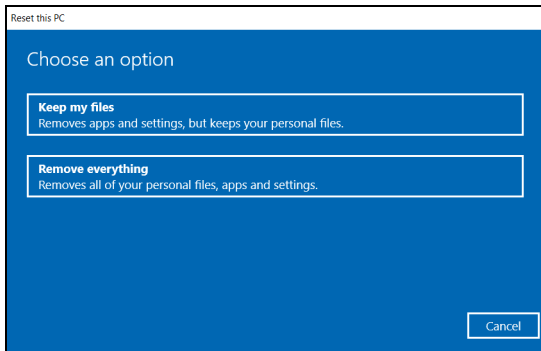 Reset this PC
Choose an option
Keep my files
Removes apps and settings, but keeps your personal files.
Remove everything
Removes all of your personal files, apps and settings.
Cancel